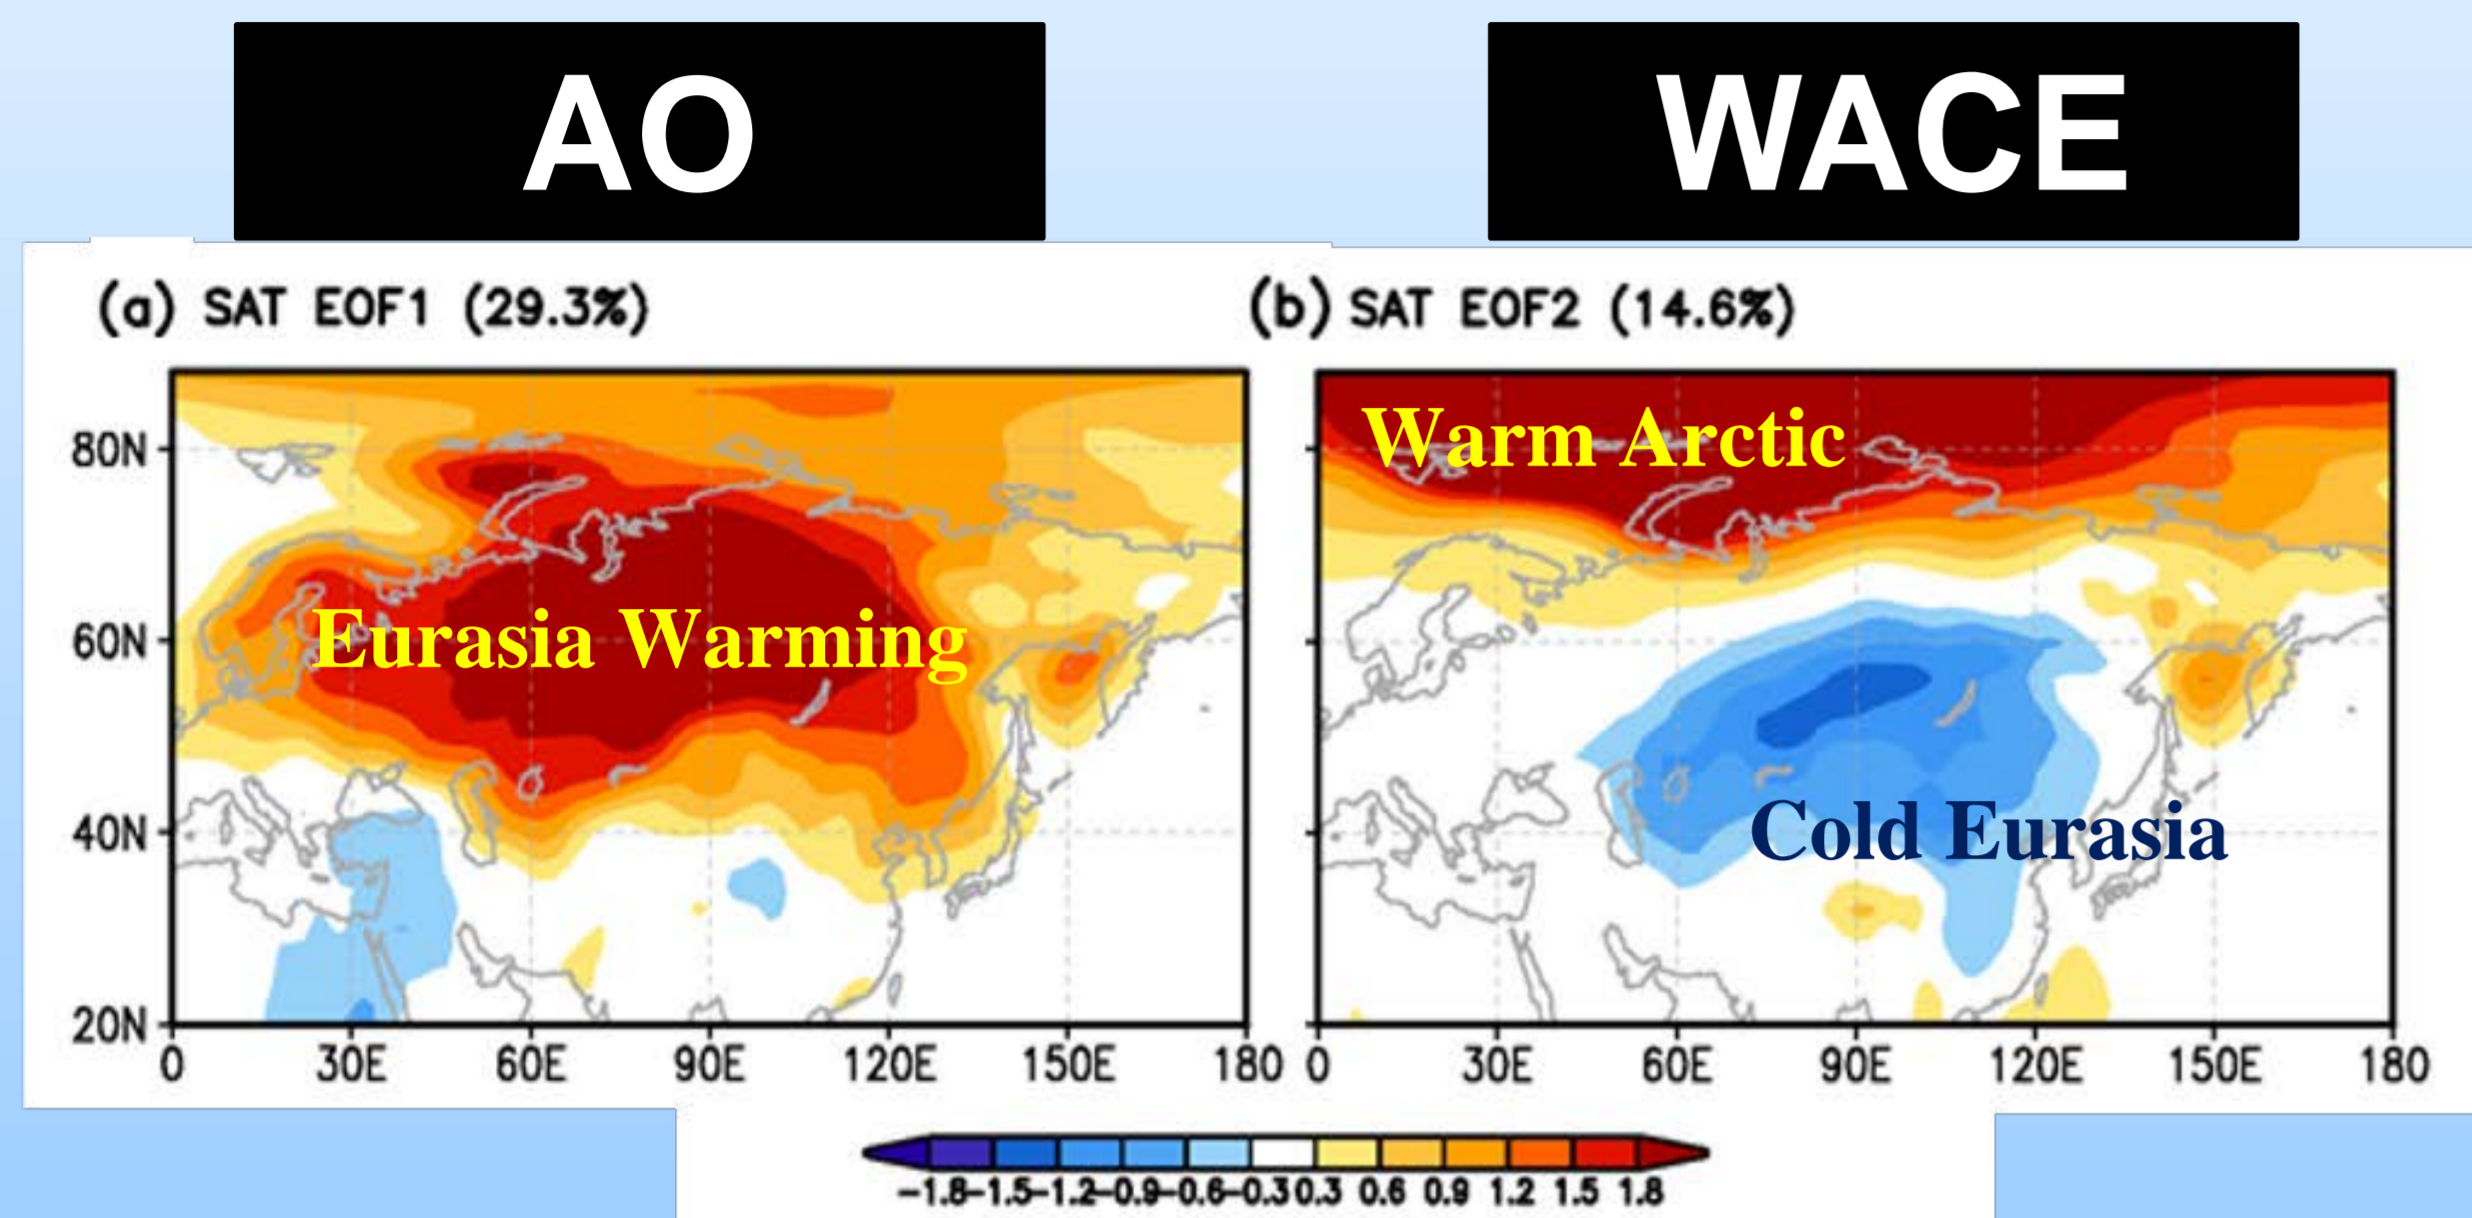 AO
WACE
(a) SAT EOF1 (29.3%)
(b) SAT EOF2 (14.6%)
80N
60N
40N
20N
Eurasia Warming
Warm Arctic
Cold Eurasia
0 30E 60E 90E 120E 150E 180
0 30E 60E 90E 120E 150E 180
-1.8 -1.5 -1.2 -0.9 -0.6 -0.3 0.3 0.6 0.9 1.2 1.5 1.8